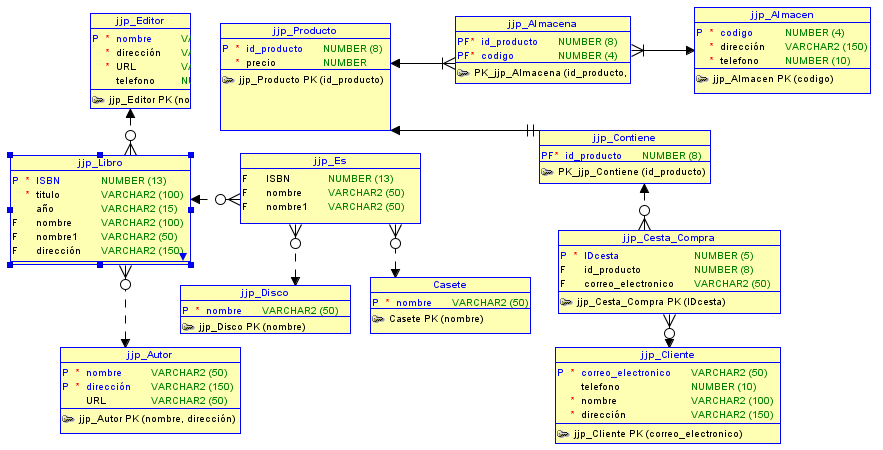 jjp_Editor
P * nombre VA
* dirección VA
* URL VA
telefono NU
jjp_Editor PK (no
jjp_Producto
P * id_producto NUMBER (8)
* precio NUMBER
jjp_Producto PK (id_producto)
jjp_Almacena
PF* id_producto NUMBER (8)
PF* codigo NUMBER (4)
PK_jjp_Almacena (id_producto,
jjp_Almacen
P * codigo NUMBER (4)
* dirección VARCHAR2 (150)
* telefono NUMBER (10)
jjp_Almacen PK (codigo)
jjp_Contiene
PF* id_producto NUMBER (8)
PK_jjp_Contiene (id_producto)
jjp_Libro
P * ISBN NUMBER (13)
* titulo VARCHAR2 (100)
año VARCHAR2 (15)
F nombre VARCHAR2 (100)
F nombre1 VARCHAR2 (50)
F dirección VARCHAR2 (150)
jjp_Es
F ISBN NUMBER (13)
F nombre VARCHAR2 (50)
F nombre1 VARCHAR2 (50)
jjp_Cesta_Compra
P * IDcesta NUMBER (5)
F id_producto NUMBER (8)
F correo_electronico VARCHAR2 (50)
jjp_Cesta_Compra PK (IDcesta)
jjp_Disco
P * nombre VARCHAR2 (50)
jjp_Disco PK (nombre)
Casete
P * nombre VARCHAR2 (50)
Casete PK (nombre)
jjp_Autor
P * nombre VARCHAR2 (50)
P * dirección VARCHAR2 (150)
URL VARCHAR2 (50)
jjp_Autor PK (nombre, dirección)
jjp_Cliente
P * correo_electronico VARCHAR2 (50)
telefono NUMBER (10)
* nombre VARCHAR2 (100)
* dirección VARCHAR2 (150)
jjp_Cliente PK (correo_electronico)